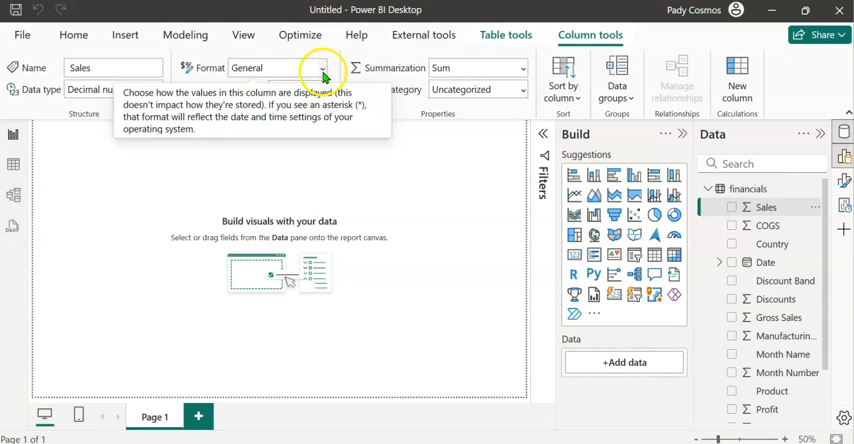 Untitled - Power BI Desktop
Pady Cosmos
File
Home
Insert
Modeling
View
Optimize
Help
External tools
Table tools
Column tools
Share
Name
Sales
Format
General
Summarization
Sum
Data type
Decimal nu
ategory
Uncategorized
Choose how the values in this column are displayed (this
doesn't impact how they're stored). If you see an asterisk (*),
that format will reflect the date and time settings of your
operating system.
Sort by
column
Data
groups
Manage
relationships
New
column
Structure
Properties
Sort
Groups
Relationships
Calculations
Filters
Build
Suggestions
R
Py
Data
+Add data
Data
Search
financials
Sales
COGS
Country
Date
Discount Band
Discounts
Gross Sales
Manufacturin...
Month Name
Month Number
Product
Profit
Build visuals with your data
Select or drag fields from the Data pane onto the report canvas.
Page 1
Page 1 of 1
50%